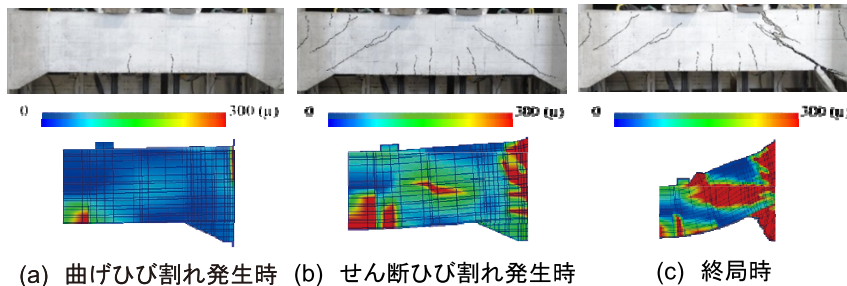 0 300 (μ) 0 300 (μ) 0 300 (μ)
(a) 曲げひび割れ発生時 (b) せん断ひび割れ発生時 (c) 終局時